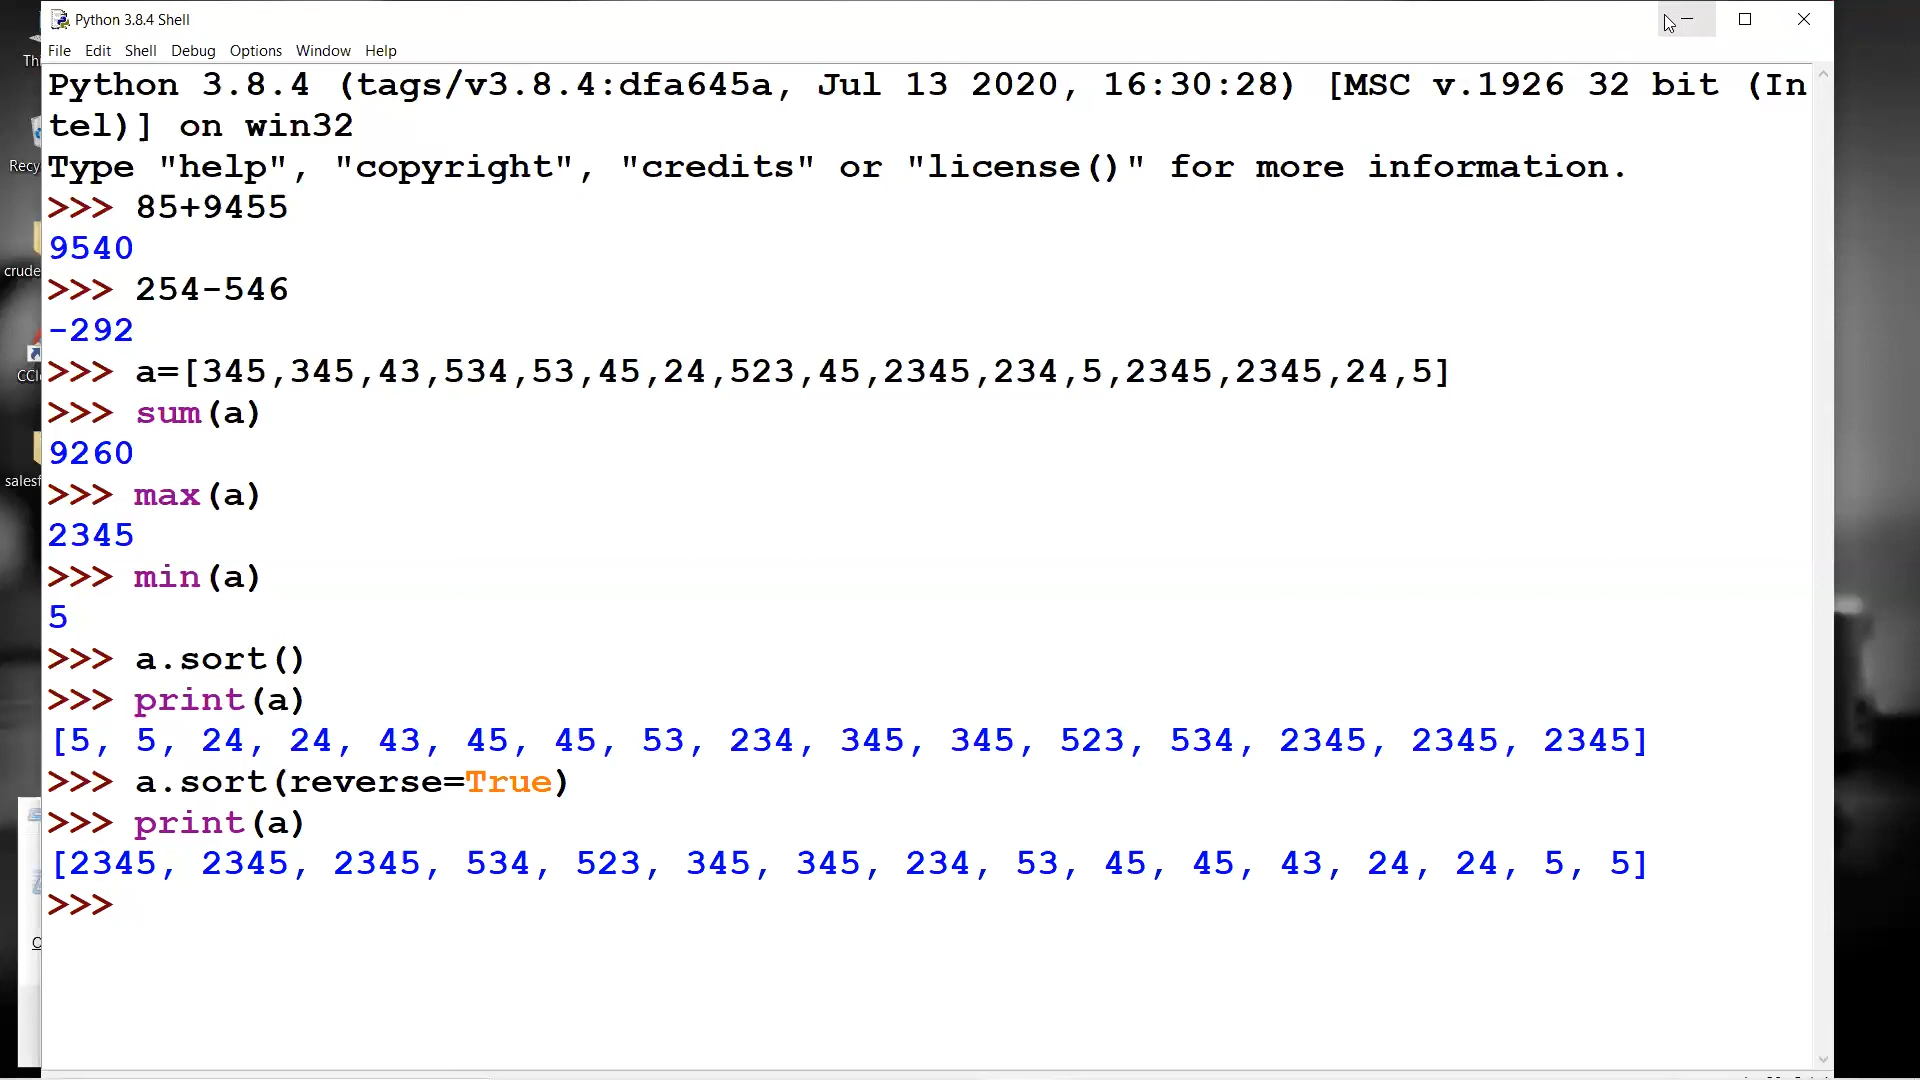 Python 3.8.4 Shell
File Edit Shell Debug Options Window Help
Python 3.8.4 (tags/v3.8.4:dfa645a, Jul 13 2020, 16:30:28) [MSC v.1926 32 bit (In
tel)] on win32
Type "help", "copyright", "credits" or "license()" for more information.
>>> 85+9455
9540
>>> 254-546
-292
>>> a=[345,345,43,534,53,45,24,523,45,2345,234,5,2345,2345,24,5]
>>> sum(a)
9260
>>> max(a)
2345
>>> min(a)
5
>>> a.sort()
>>> print(a)
[5, 5, 24, 24, 43, 45, 45, 53, 234, 345, 345, 523, 534, 2345, 2345, 2345]
>>> a.sort(reverse=True)
>>> print(a)
[2345, 2345, 2345, 534, 523, 345, 345, 234, 53, 45, 45, 43, 24, 24, 5, 5]
>>>
Thi
Recy
crude
CCl
salesf